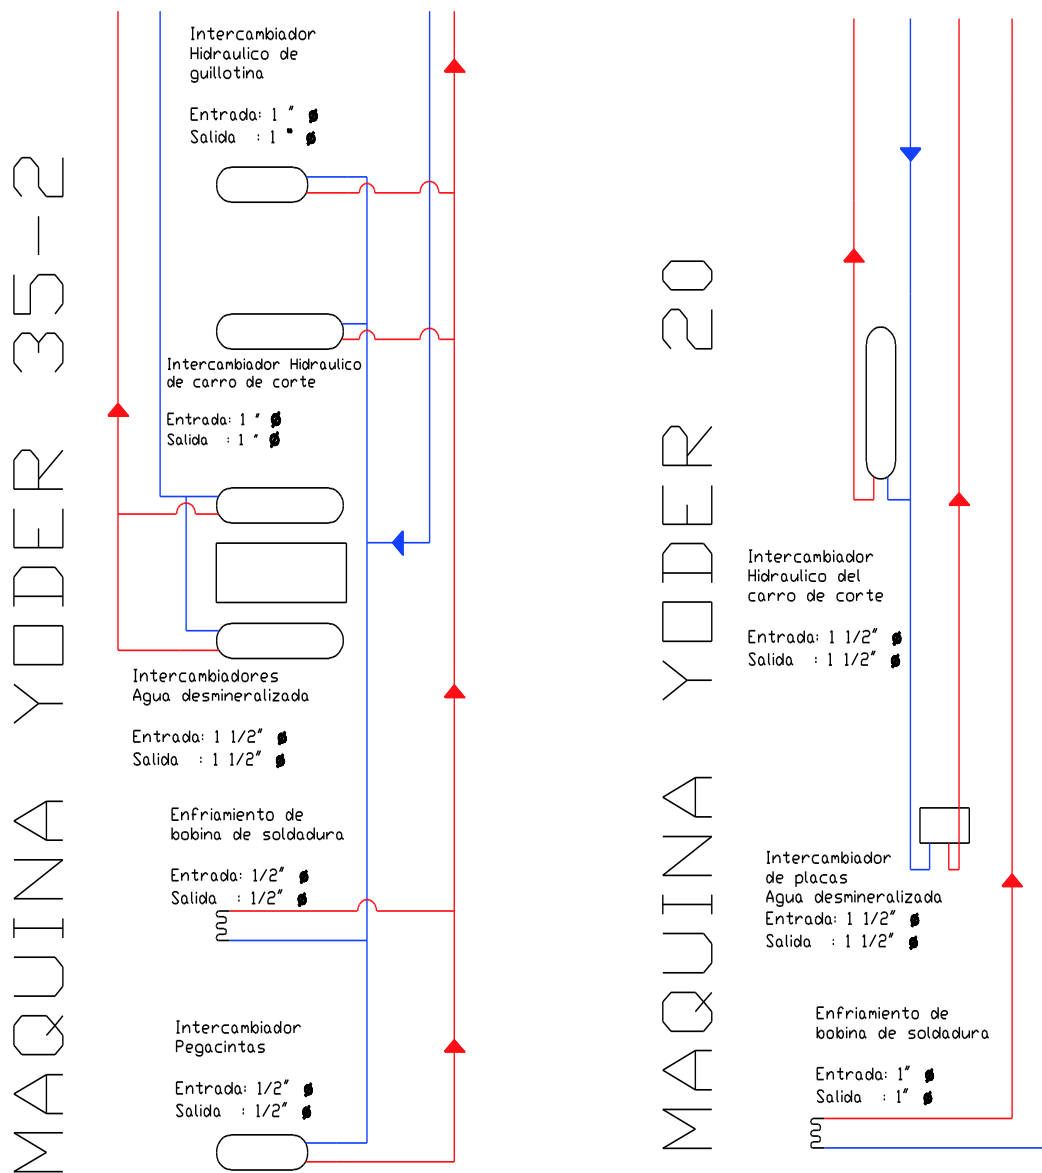 MAQUINA YODER 35-2
Intercambiador
Hidraulico de
guillotina
Entrada: 1 " Ø
Salida : 1 " Ø
Intercambiador Hidraulico
de carro de corte
Entrada: 1 " Ø
Salida : 1 " Ø
Intercambiadores
Agua desmineralizada
Entrada: 1 1/2" Ø
Salida : 1 1/2" Ø
Enfriamiento de
bobina de soldadura
Entrada: 1/2" Ø
Salida : 1/2" Ø
Intercambiador
Pegacintas
Entrada: 1/2" Ø
Salida : 1/2" Ø
MAQUINA YODER 20
Intercambiador
Hidraulico del
carro de corte
Entrada: 1 1/2" Ø
Salida : 1 1/2" Ø
Intercambiador
de placas
Agua desmineralizada
Entrada: 1 1/2" Ø
Salida : 1 1/2" Ø
Enfriamiento de
bobina de soldadura
Entrada: 1" Ø
Salida : 1" Ø